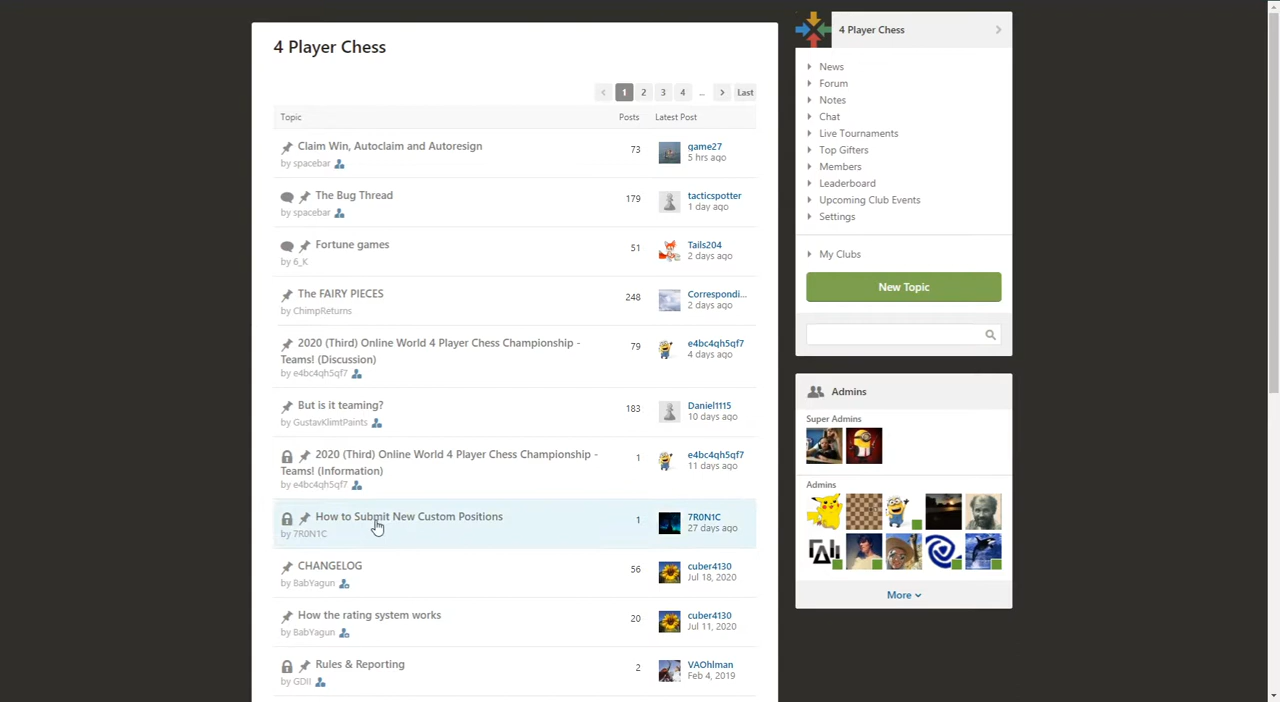 4 Player Chess
1 2 3 4 ... Last
Topic Posts Latest Post
Claim Win, Autoclaim and Autoresign
by spacebar
73
game27
5 hrs ago
The Bug Thread
by spacebar
179
tacticspotter
1 day ago
Fortune games
by 6_K
51
Tails204
2 days ago
The FAIRY PIECES
by ChimpReturns
248
Correspondi...
2 days ago
2020 (Third) Online World 4 Player Chess Championship -
Teams! (Discussion)
by e4bc4qh5qf7
79
e4bc4qh5qf7
4 days ago
But is it teaming?
by GustavKlimtPaints
183
Daniel1115
10 days ago
2020 (Third) Online World 4 Player Chess Championship -
Teams! (Information)
by e4bc4qh5qf7
1
e4bc4qh5qf7
11 days ago
How to Submit New Custom Positions
by 7R0N1C
1
7R0N1C
27 days ago
CHANGELOG
by BabYagun
56
cuber4130
Jul 18, 2020
How the rating system works
by BabYagun
20
cuber4130
Jul 11, 2020
Rules & Reporting
by GDII
2
VAOhlman
Feb 4, 2019
4 Player Chess
News
Forum
Notes
Chat
Live Tournaments
Top Gifters
Members
Leaderboard
Upcoming Club Events
Settings
My Clubs
New Topic
Admins
Super Admins
Admins
More